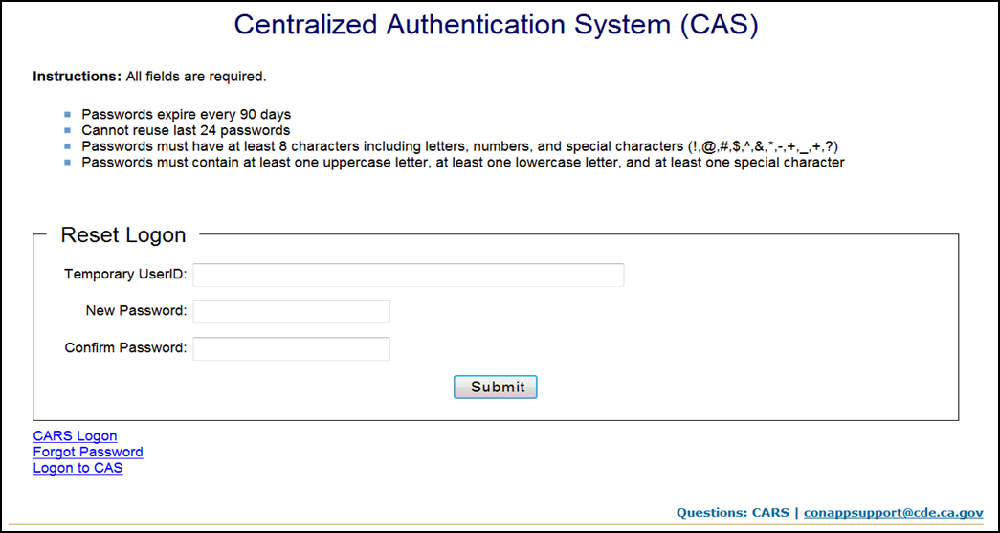 Centralized Authentication System (CAS)
Instructions: All fields are required.
Passwords expire every 90 days
Cannot reuse last 24 passwords
Passwords must have at least 8 characters including letters, numbers, and special characters (!,@,#,$,^,&,*,-,+,_,+,?)
Passwords must contain at least one uppercase letter, at least one lowercase letter, and at least one special character
Reset Logon
Temporary UserID:
New Password:
Confirm Password:
Submit
CARS Logon
Forgot Password
Logon to CAS
Questions: CARS | conappsupport@cde.ca.gov